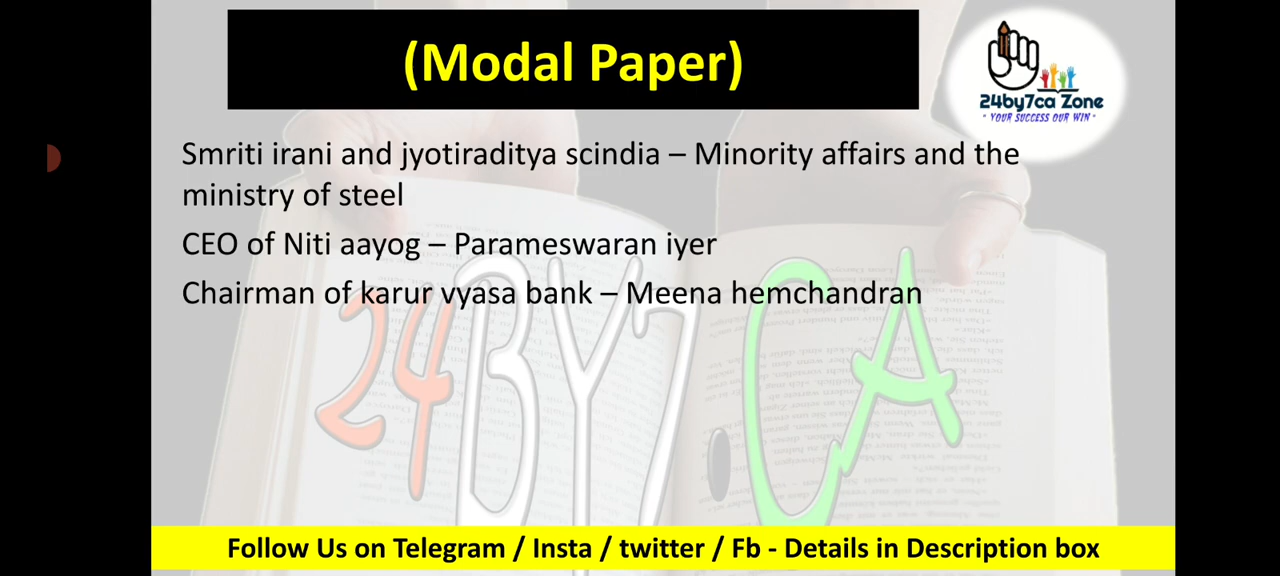 (Modal Paper)
24by7ca Zone
" YOUR SUCCESS OUR WIN "
Smriti irani and jyotiraditya scindia – Minority affairs and the
ministry of steel
CEO of Niti aayog – Parameswaran iyer
Chairman of karur vyasa bank – Meena hemchandran
24BY7.CA
Follow Us on Telegram / Insta / twitter / Fb - Details in Description box